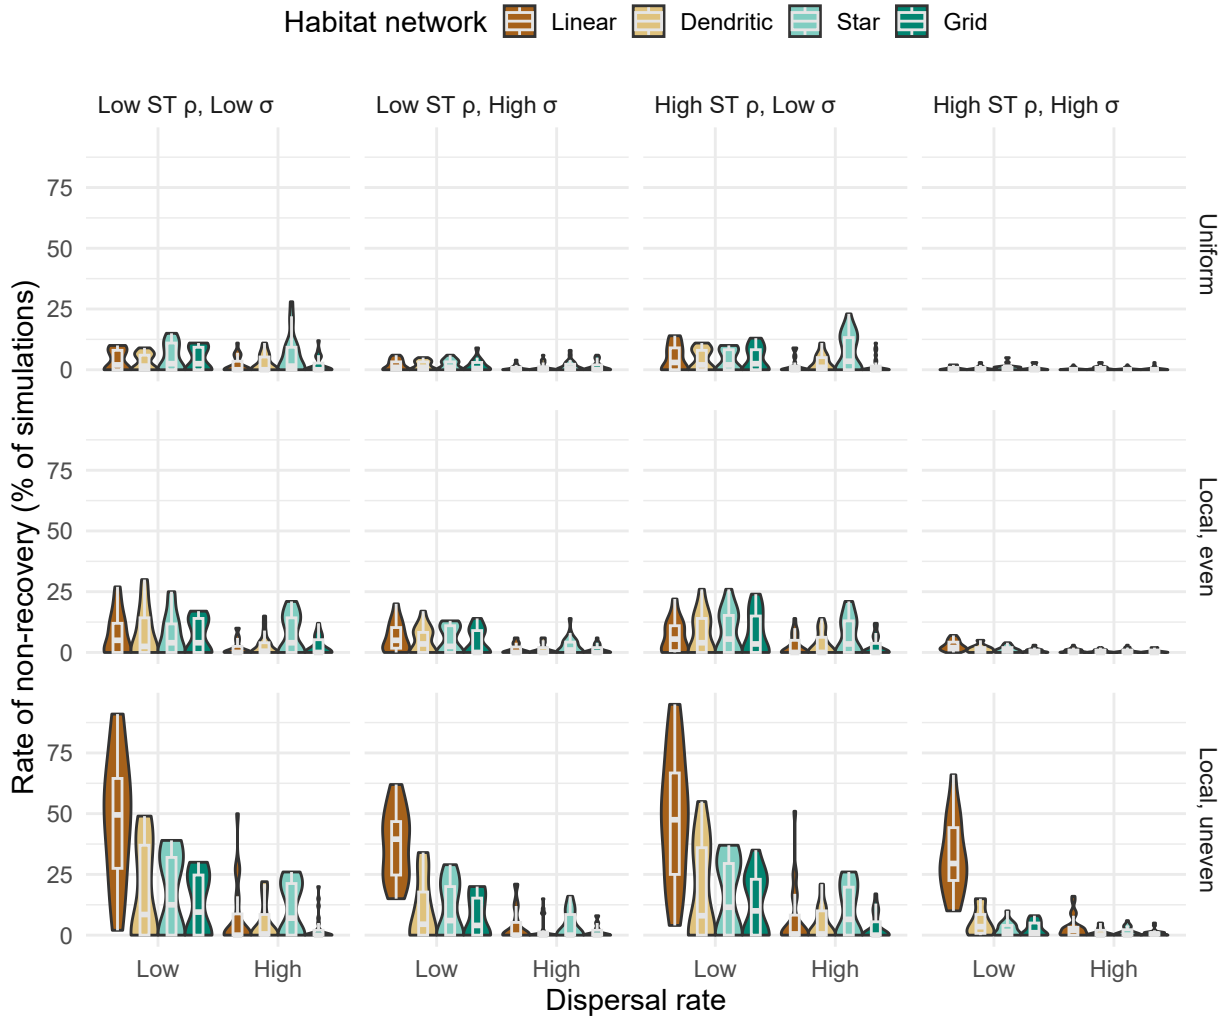 Habitat network Linear Dendritic Star Grid
Low ST ρ, Low σ Low ST ρ, High σ High ST ρ, Low σ High ST ρ, High σ
Rate of non-recovery (% of simulations)
75
50
25
0
Uniform
75
50
25
0
Local, even
75
50
25
0
Local, uneven
Low High Low High Low High Low High
Dispersal rate